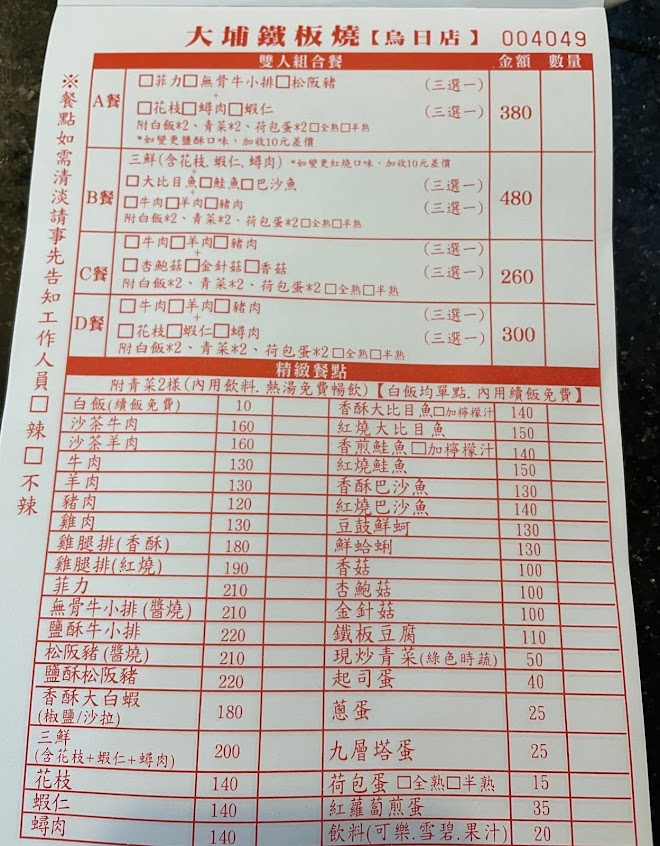 大埔鐵板燒【烏日店】 004049
雙人組合餐 金額 數量
※餐點如需清淡請事先告知工作人員□辣□不辣
A餐
□菲力□無骨牛小排□松阪豬 (三選一)
+
□花枝□蟳肉□蝦仁 (三選一)
附白飯*2、青菜*2、荷包蛋*2□全熟□半熟
*如變更鹽酥口味，加收10元差價
380
B餐
三鮮(含花枝.蝦仁.蟳肉) *如變更紅燒口味，加收10元差價
+
□大比目魚□鮭魚□巴沙魚 (三選一)
+
□牛肉□羊肉□豬肉 (三選一)
附白飯*2、青菜*2、荷包蛋*2□全熟□半熟
480
C餐
□牛肉□羊肉□豬肉 (三選一)
+
□杏鮑菇□金針菇□香菇 (三選一)
附白飯*2、青菜*2、荷包蛋*2□全熟□半熟
260
D餐
□牛肉□羊肉□豬肉 (三選一)
+
□花枝□蝦仁□蟳肉 (三選一)
附白飯*2、青菜*2、荷包蛋*2□全熟□半熟
300
精緻餐點
附青菜2樣(內用飲料.熱湯免費暢飲)【白飯均單點.內用續飯免費】
白飯(續飯免費) 10 香酥大比目魚□加檸檬汁 140
沙茶牛肉 160 紅燒大比目魚 150
沙茶羊肉 160 香煎鮭魚□加檸檬汁 140
牛肉 130 紅燒鮭魚 150
羊肉 130 香酥巴沙魚 130
豬肉 120 紅燒巴沙魚 140
雞肉 130 豆鼓鮮蚵 130
雞腿排(香酥) 180 鮮蛤蜊 130
雞腿排(紅燒) 190 香菇 100
菲力 210 杏鮑菇 100
無骨牛小排(醬燒) 210 金針菇 100
鹽酥牛小排 220 鐵板豆腐 110
松阪豬(醬燒) 210 現炒青菜(綠色時蔬) 50
鹽酥松阪豬 220 起司蛋 40
香酥大白蝦
(椒鹽/沙拉) 180 蔥蛋 25
三鮮
(含花枝+蝦仁+蟳肉) 200 九層塔蛋 25
花枝 140 荷包蛋 □全熟□半熟 15
蝦仁 140 紅蘿蔔煎蛋 35
蟳肉 140 飲料(可樂.雪碧.果汁) 20